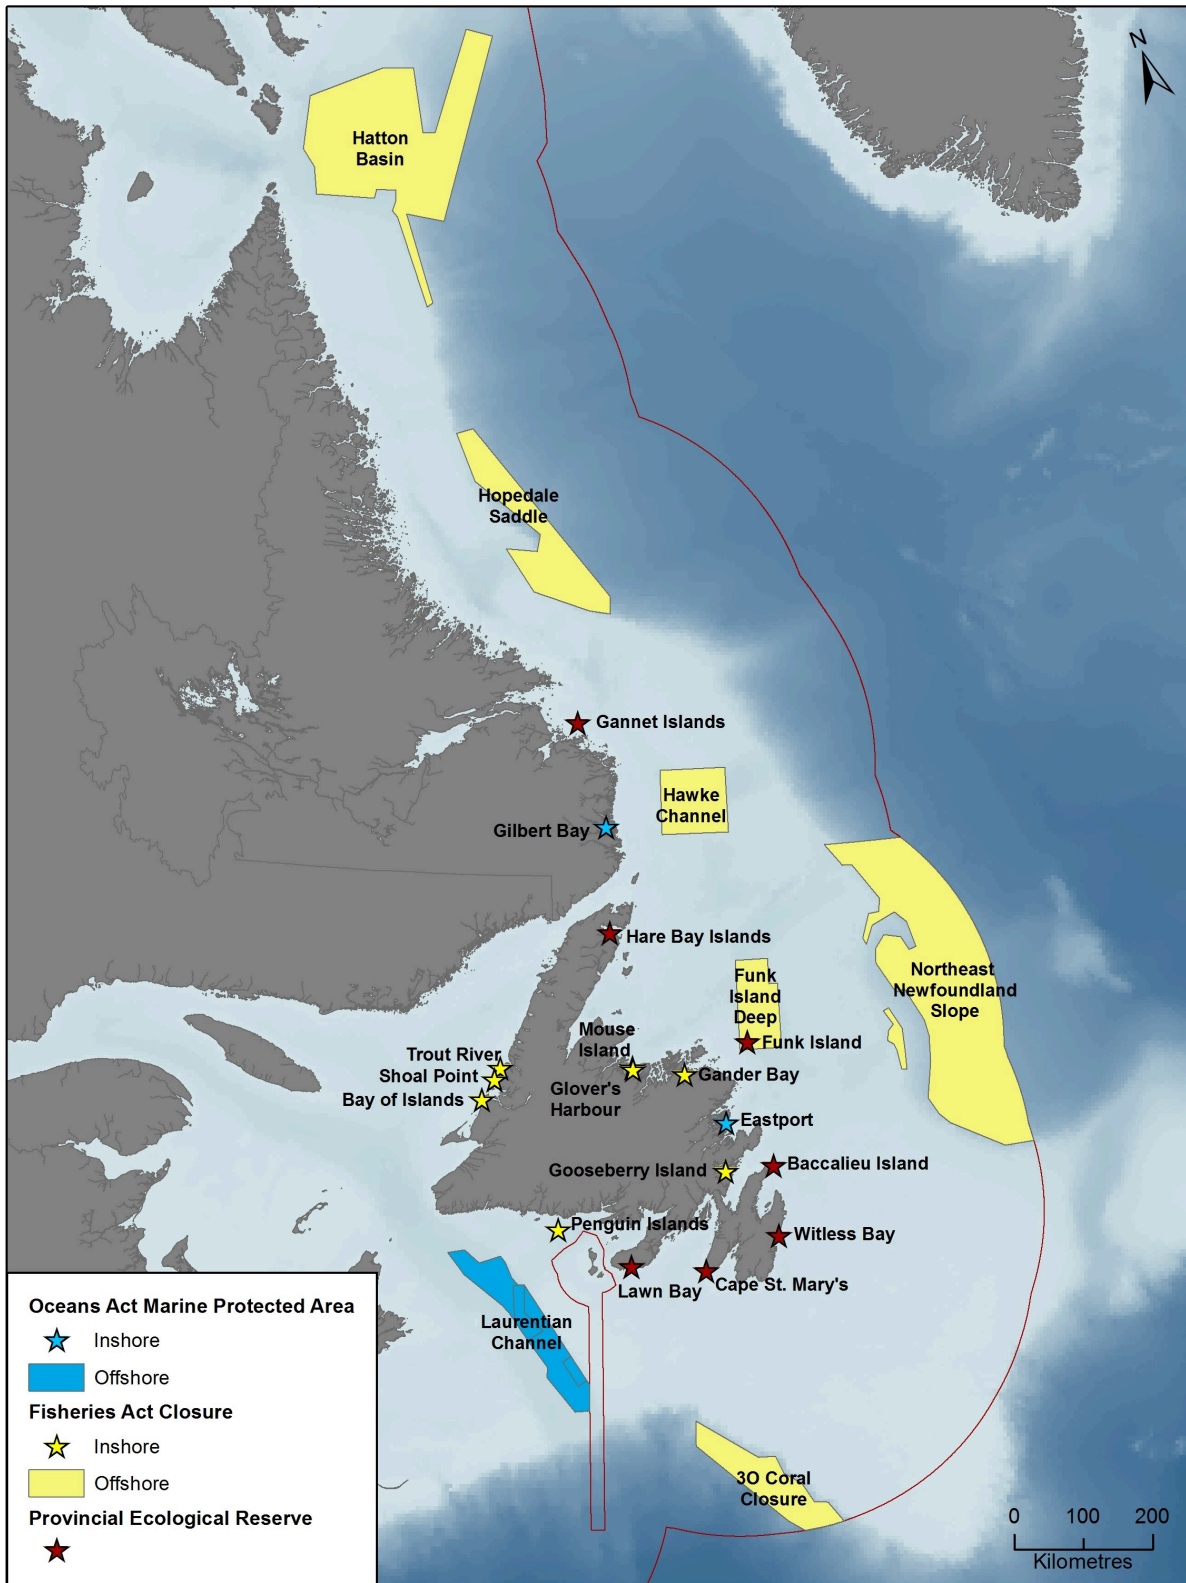 N
Hatton
Basin
Hopedale
Saddle
Gannet Islands
Hawke
Channel
Gilbert Bay
Hare Bay Islands
Northeast
Newfoundland
Slope
Funk
Island
Deep
Funk Island
Mouse
Island
Trout River
Shoal Point
Bay of Islands
Glover's
Harbour
Gander Bay
Eastport
Gooseberry Island
Baccalieu Island
Penguin Islands
Witless Bay
Lawn Bay
Cape St. Mary's
Laurentian
Channel
3O Coral
Closure
Oceans Act Marine Protected Area
Inshore
Offshore
Fisheries Act Closure
Inshore
Offshore
Provincial Ecological Reserve
0 100 200
Kilometres